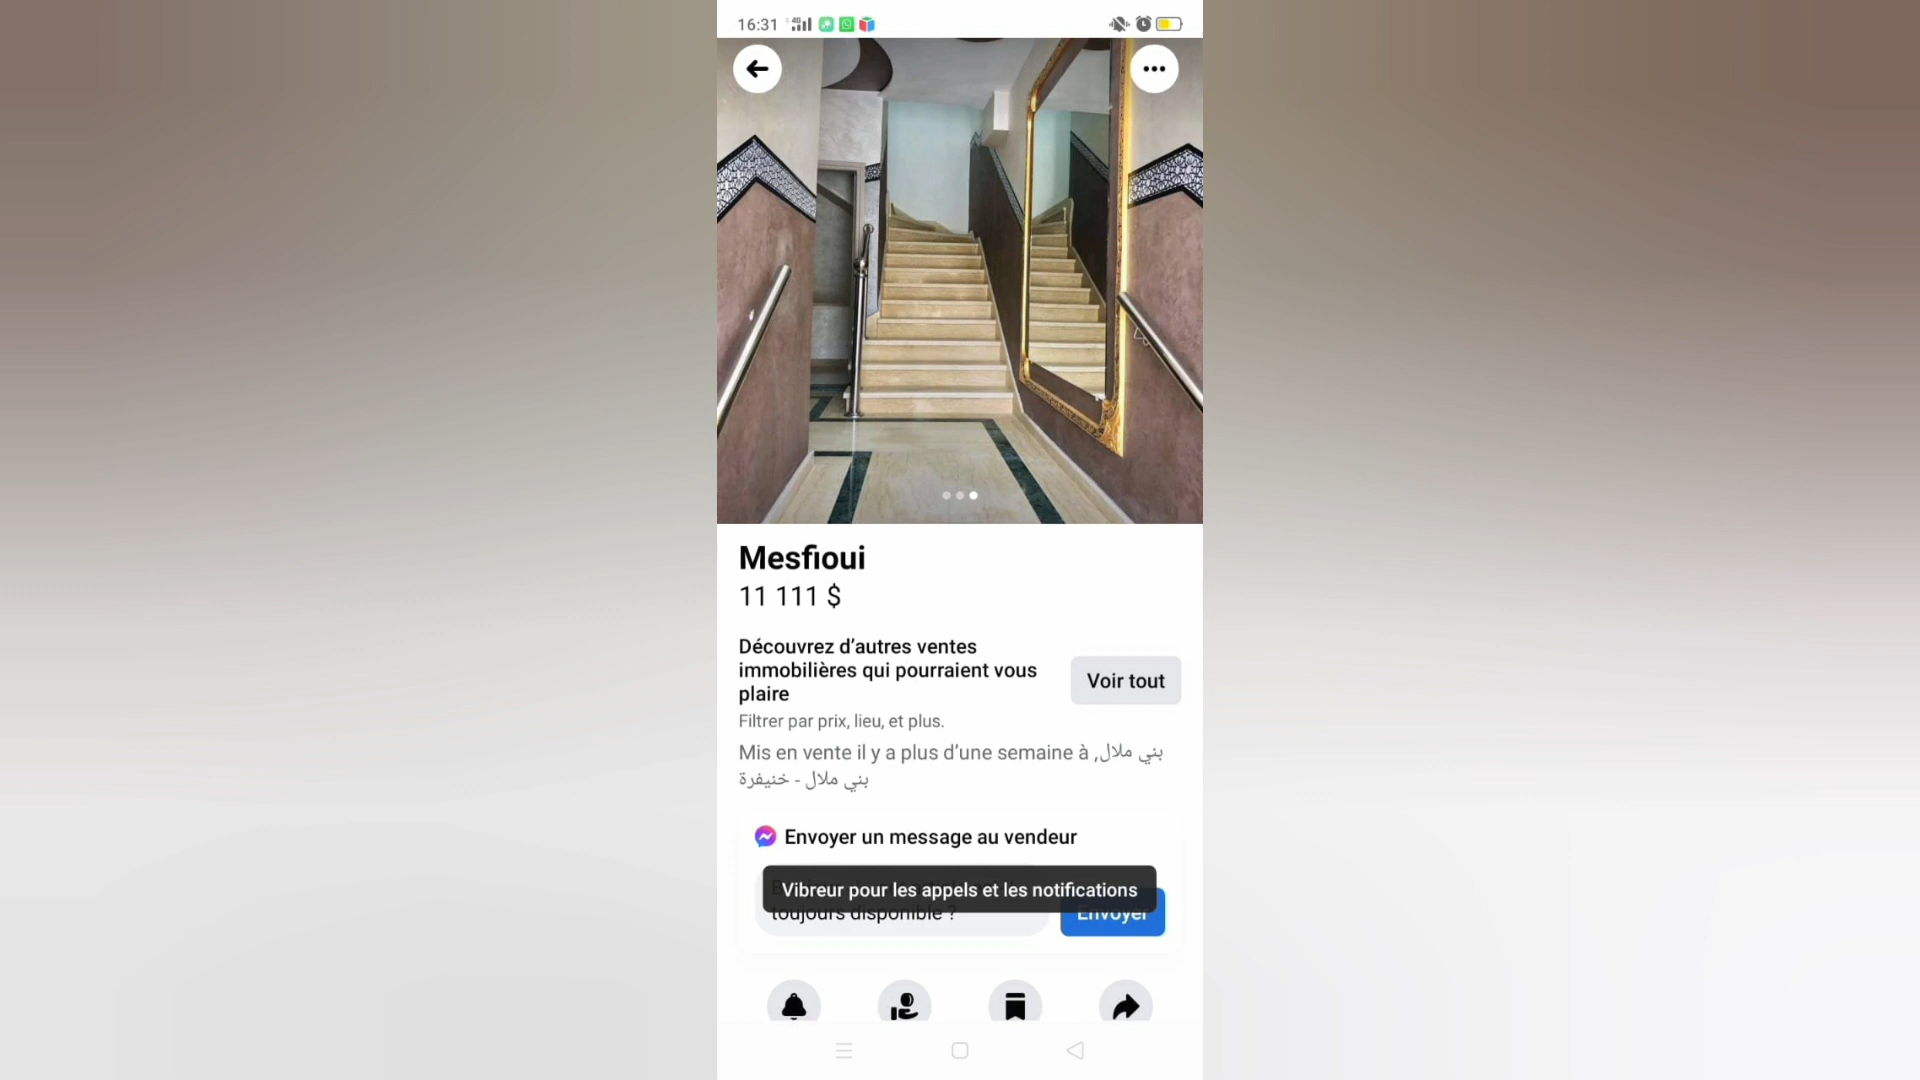 16:31
4G
Mesfioui
11 111 $
Découvrez d’autres ventes
immobilières qui pourraient vous
plaire
Voir tout
Filtrer par prix, lieu, et plus.
Mis en vente il y a plus d’une semaine à بني ملال,
بني ملال - خنيفرة
Envoyer un message au vendeur
Vibreur pour les appels et les notifications
toujours disponible ?
Envoyer